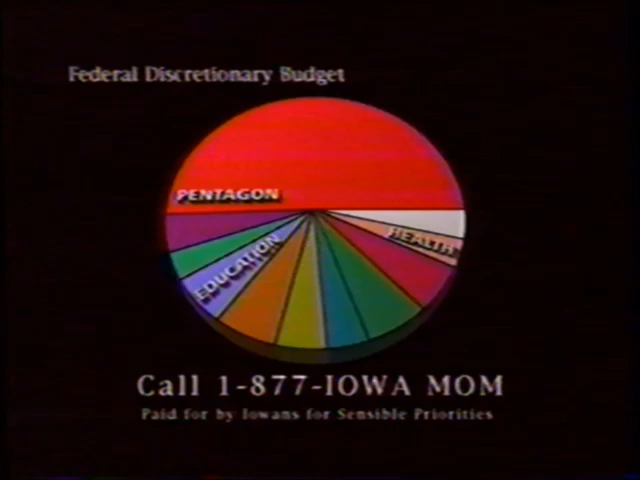 Federal Discretionary Budget
PENTAGON
HEALTH
EDUCATION
Call 1-877-IOWA MOM
Paid for by Iowans for Sensible Priorities